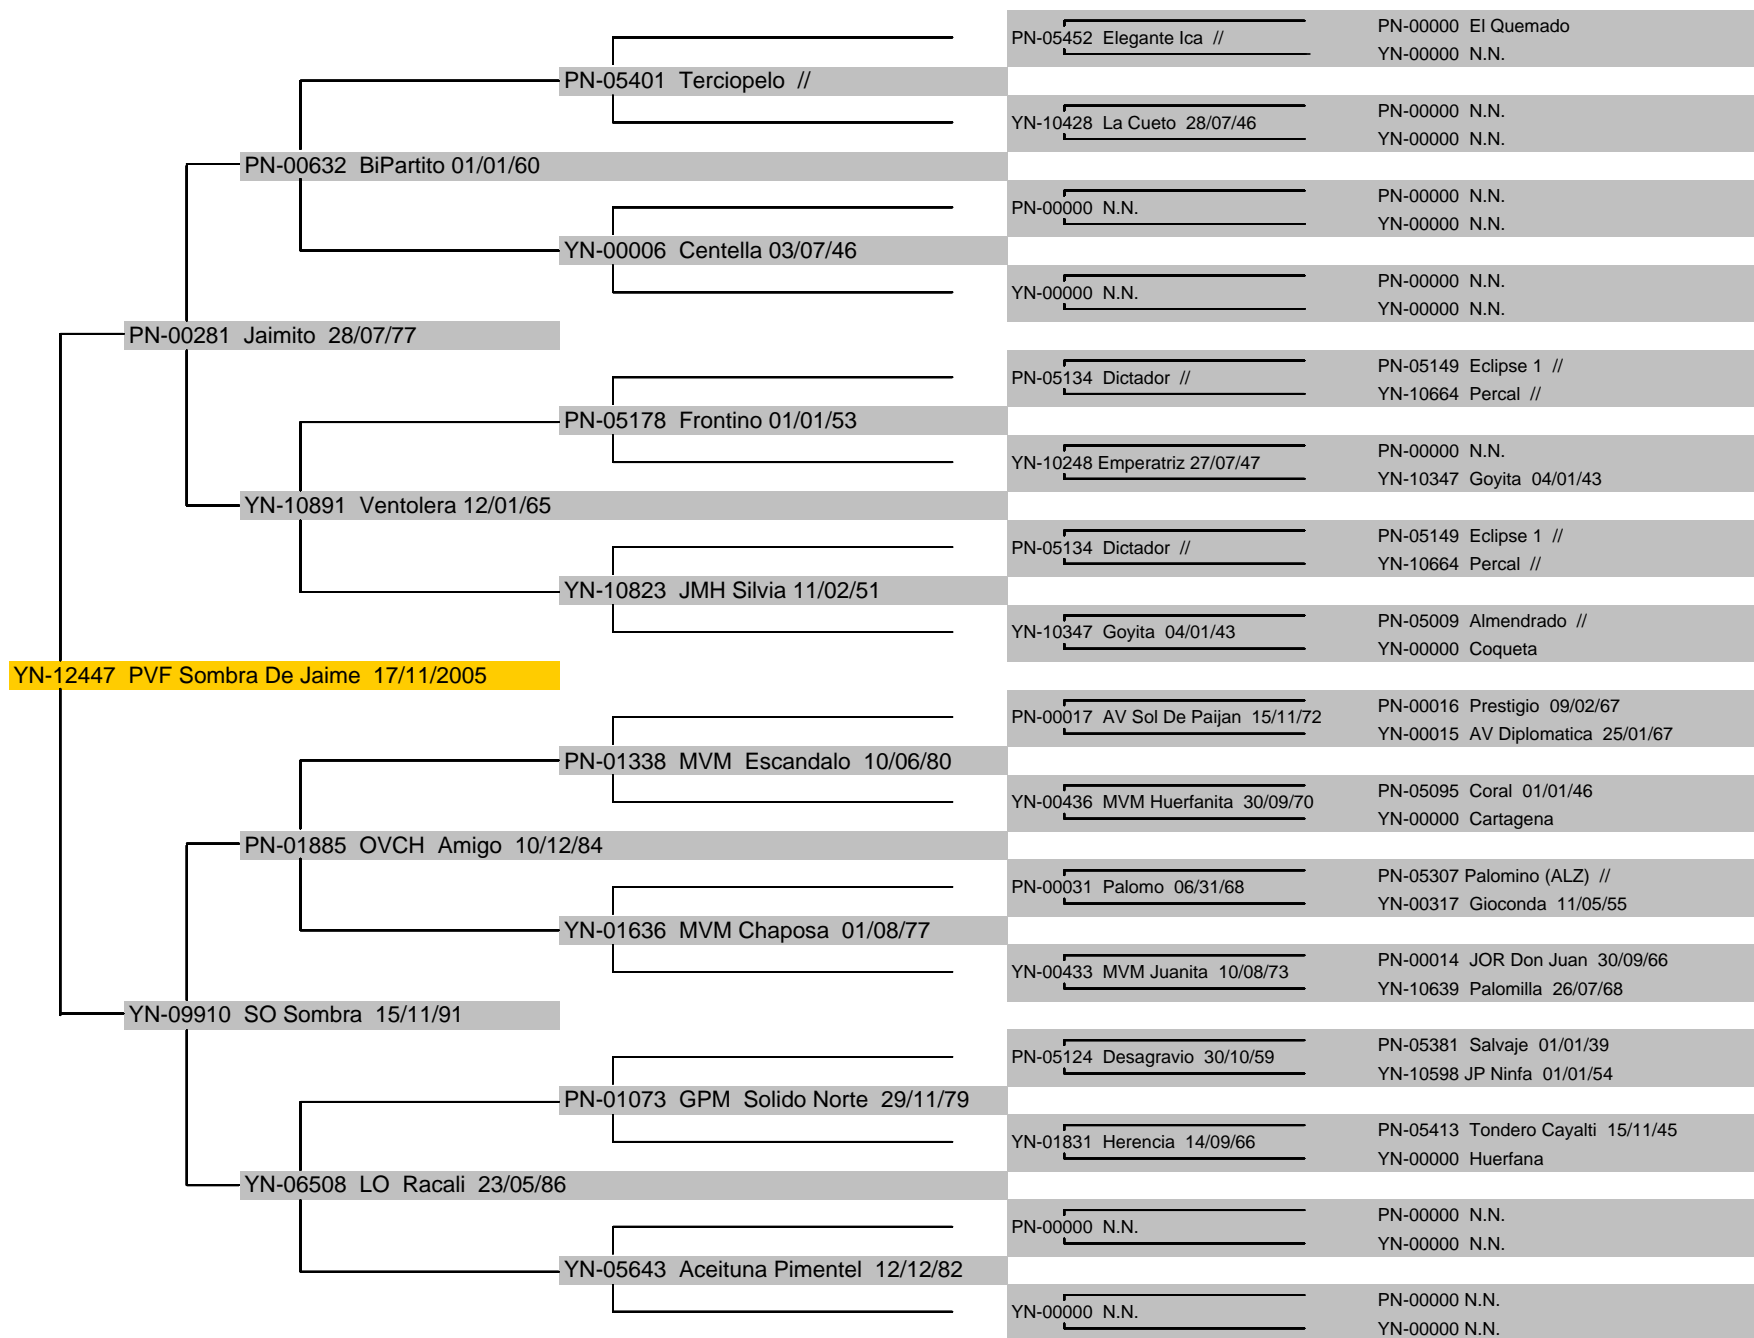 PN-00000 El Quemado
PN-05452 Elegante Ica //
YN-00000 N.N.
PN-05401 Terciopelo //
PN-00000 N.N.
YN-10428 La Cueto 28/07/46
YN-00000 N.N.
PN-00632 BiPartito 01/01/60
PN-00000 N.N.
PN-00000 N.N.
YN-00000 N.N.
YN-00006 Centella 03/07/46
PN-00000 N.N.
YN-00000 N.N.
YN-00000 N.N.
PN-00281 Jaimito 28/07/77
PN-05149 Eclipse 1 //
PN-05134 Dictador //
YN-10664 Percal //
PN-05178 Frontino 01/01/53
PN-00000 N.N.
YN-10248 Emperatriz 27/07/47
YN-10347 Goyita 04/01/43
YN-10891 Ventolera 12/01/65
PN-05149 Eclipse 1 //
PN-05134 Dictador //
YN-10664 Percal //
YN-10823 JMH Silvia 11/02/51
PN-05009 Almendrado //
YN-10347 Goyita 04/01/43
YN-00000 Coqueta
YN-12447 PVF Sombra De Jaime 17/11/2005
PN-00016 Prestigio 09/02/67
PN-00017 AV Sol De Paijan 15/11/72
YN-00015 AV Diplomatica 25/01/67
PN-01338 MVM Escandalo 10/06/80
PN-05095 Coral 01/01/46
YN-00436 MVM Huerfanita 30/09/70
YN-00000 Cartagena
PN-01885 OVCH Amigo 10/12/84
PN-05307 Palomino (ALZ) //
PN-00031 Palomo 06/31/68
YN-00317 Gioconda 11/05/55
YN-01636 MVM Chaposa 01/08/77
PN-00014 JOR Don Juan 30/09/66
YN-00433 MVM Juanita 10/08/73
YN-10639 Palomilla 26/07/68
YN-09910 SO Sombra 15/11/91
PN-05381 Salvaje 01/01/39
PN-05124 Desagravio 30/10/59
YN-10598 JP Ninfa 01/01/54
PN-01073 GPM Solido Norte 29/11/79
PN-05413 Tondero Cayalti 15/11/45
YN-01831 Herencia 14/09/66
YN-00000 Huerfana
YN-06508 LO Racali 23/05/86
PN-00000 N.N.
PN-00000 N.N.
YN-00000 N.N.
YN-05643 Aceituna Pimentel 12/12/82
PN-00000 N.N.
YN-00000 N.N.
YN-00000 N.N.